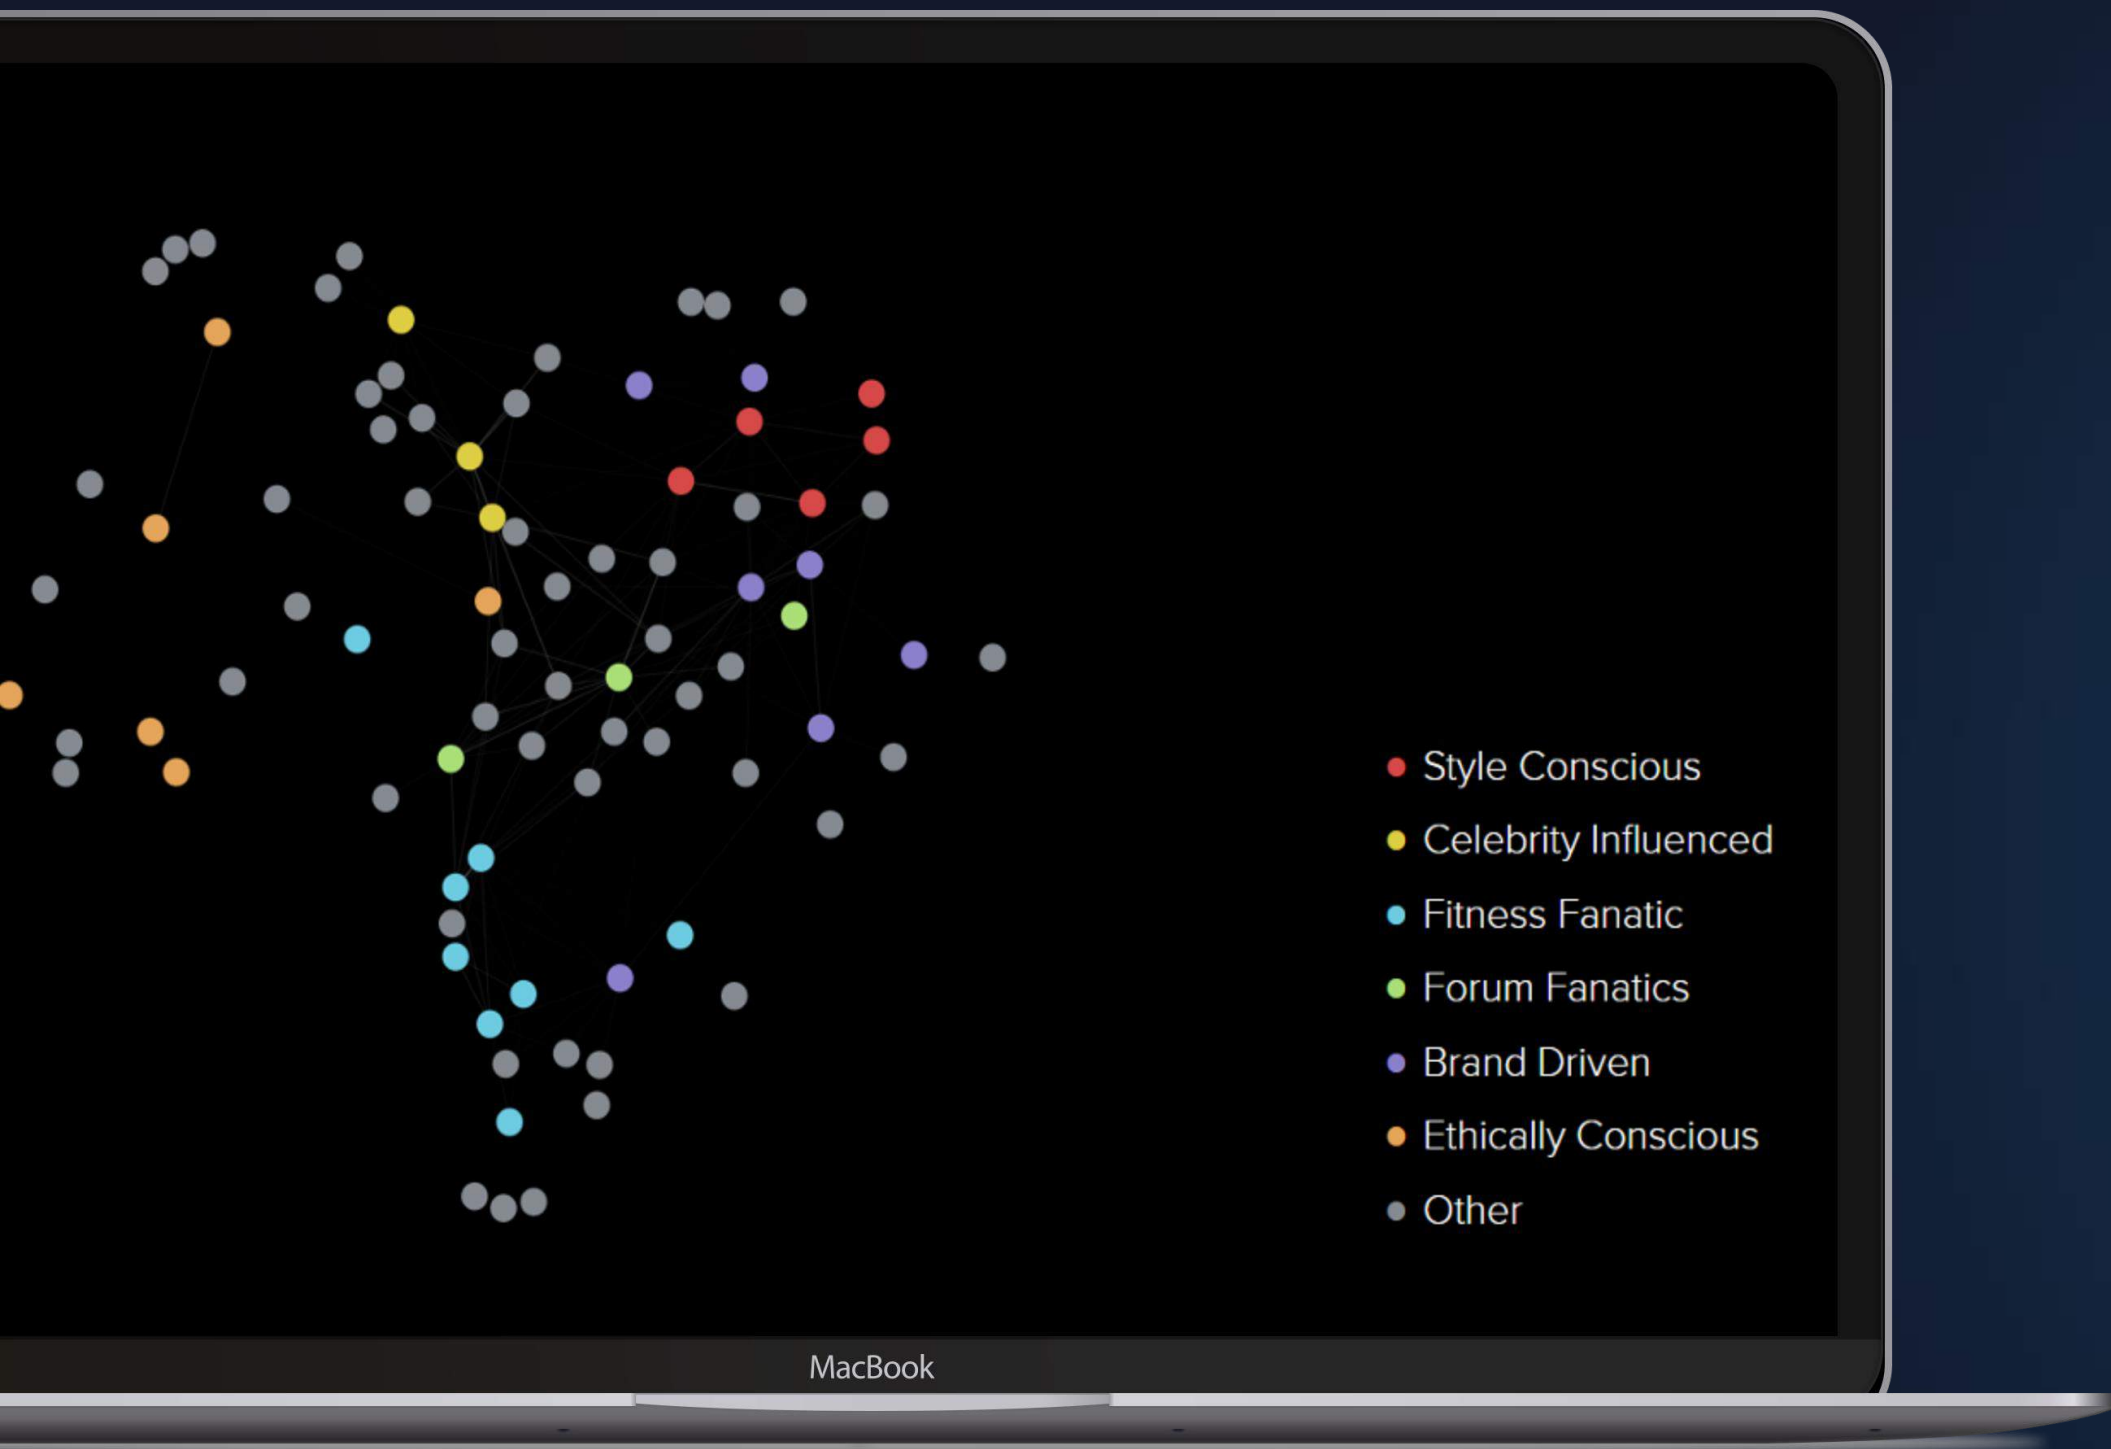 Style Conscious
Celebrity Influenced
Fitness Fanatic
Forum Fanatics
Brand Driven
Ethically Conscious
Other
MacBook